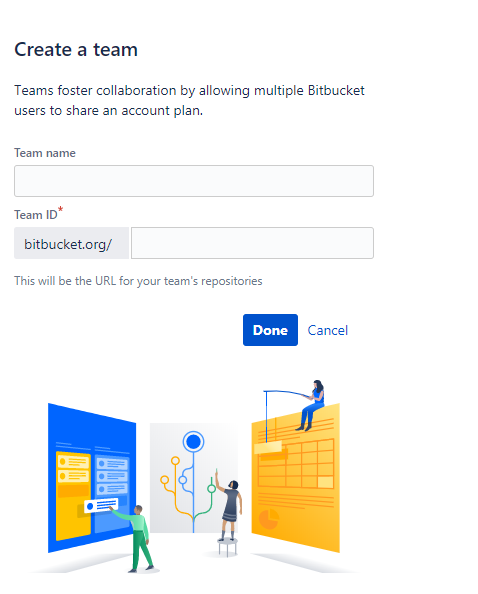 Create a team
Teams foster collaboration by allowing multiple Bitbucket
users to share an account plan.
Team name
Team ID*
bitbucket.org/
This will be the URL for your team's repositories
Done Cancel